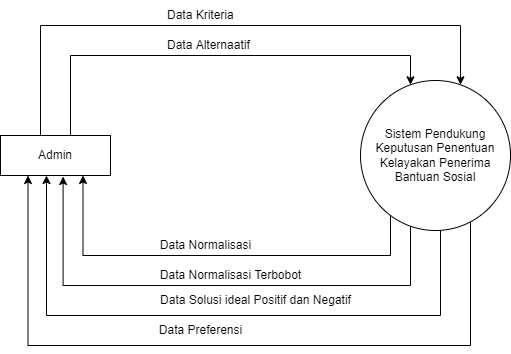 Data Kriteria
Data Alternaatif
Admin
Sistem Pendukung
Keputusan Penentuan
Kelayakan Penerima
Bantuan Sosial
Data Normalisasi
Data Normalisasi Terbobot
Data Solusi ideal Positif dan Negatif
Data Preferensi